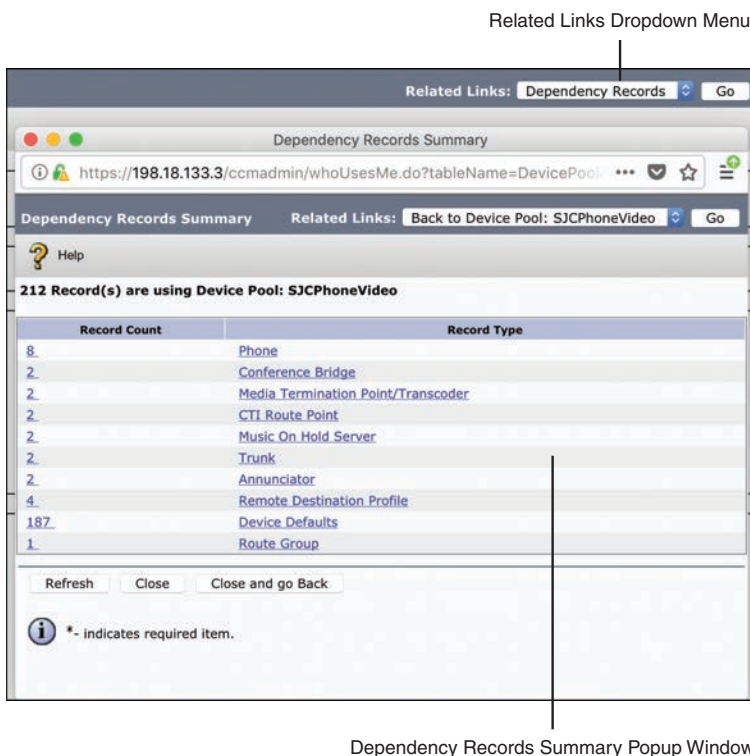 Related Links Dropdown Menu
Related Links: Dependency Records Go
Dependency Records Summary
https://198.18.133.3/ccmadmin/whoUsesMe.do?tableName=DevicePool
Dependency Records Summary Related Links: Back to Device Pool: SJCPhoneVideo Go
? Help
212 Record(s) are using Device Pool: SJCPhoneVideo
Record Count Record Type
8 Phone
2 Conference Bridge
2 Media Termination Point/Transcoder
2 CTI Route Point
2 Music On Hold Server
2 Trunk
2 Annunciator
4 Remote Destination Profile
187 Device Defaults
1 Route Group
Refresh Close Close and go Back
i *- indicates required item.
Dependency Records Summary Popup Window